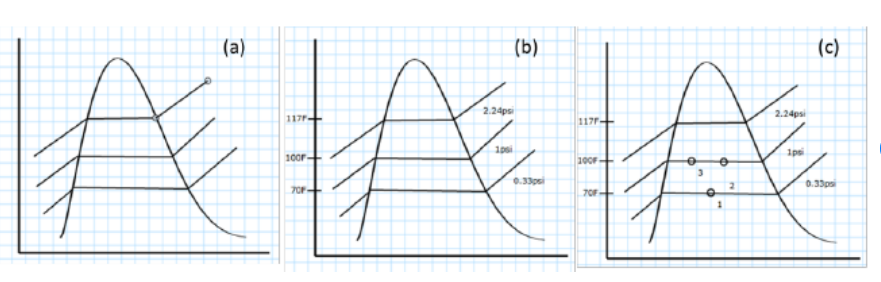 (a)
(b)
117F
2.24psi
100F
1psi
70F
0.33psi
(c)
117F
2.24psi
100F
1psi
3
2
70F
0.33psi
1